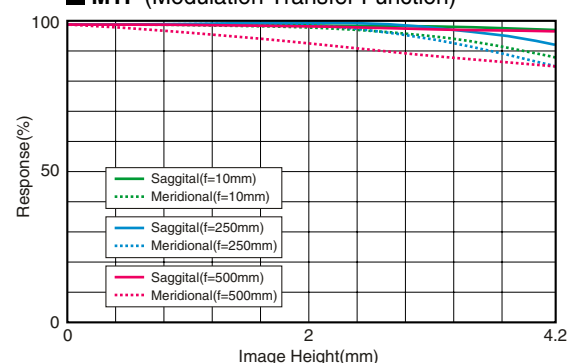 MTF (Modulation Transfer Function)
100
50
0
Response(%)
Saggital(f=10mm)
Meridional(f=10mm)
Saggital(f=250mm)
Meridional(f=250mm)
Saggital(f=500mm)
Meridional(f=500mm)
0 2 4.2
Image Height(mm)